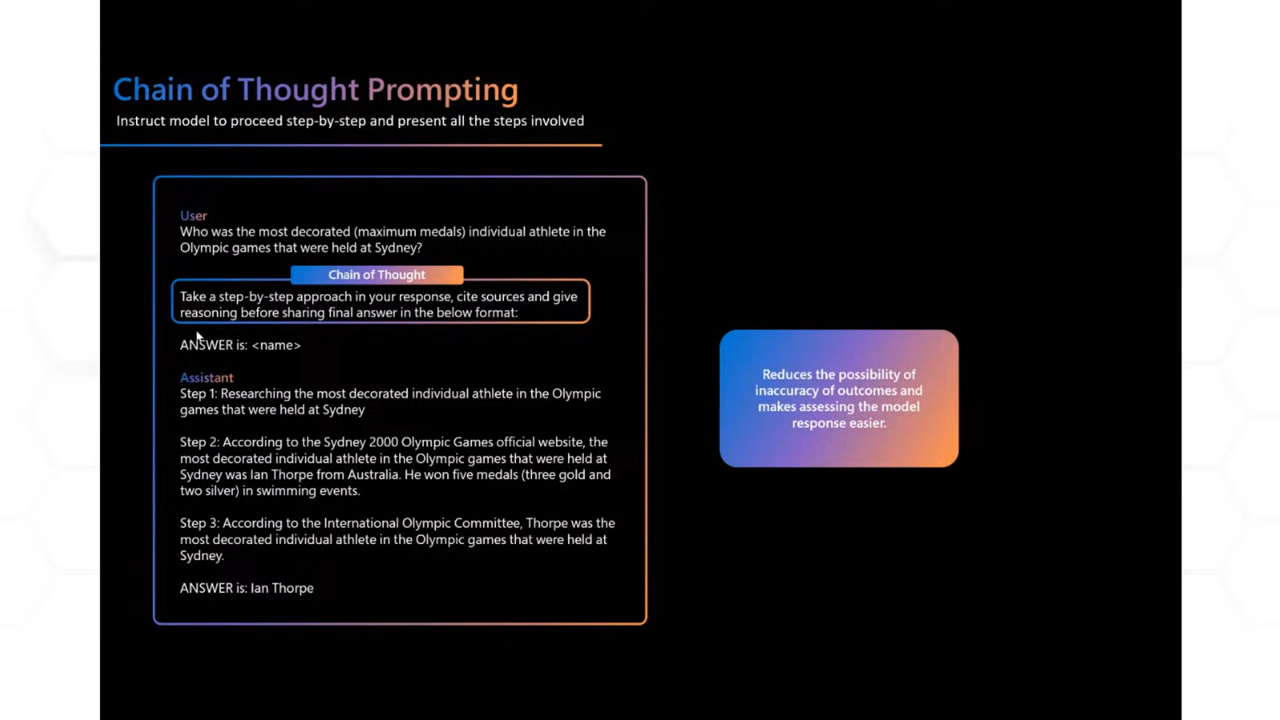 Chain of Thought Prompting
Instruct model to proceed step-by-step and present all the steps involved
User
Who was the most decorated (maximum medals) individual athlete in the
Olympic games that were held at Sydney?
Chain of Thought
Take a step-by-step approach in your response, cite sources and give
reasoning before sharing final answer in the below format:
ANSWER is: <name>
Assistant
Step 1: Researching the most decorated individual athlete in the Olympic
games that were held at Sydney
Step 2: According to the Sydney 2000 Olympic Games official website, the
most decorated individual athlete in the Olympic games that were held at
Sydney was Ian Thorpe from Australia. He won five medals (three gold and
two silver) in swimming events.
Step 3: According to the International Olympic Committee, Thorpe was the
most decorated individual athlete in the Olympic games that were held at
Sydney.
ANSWER is: Ian Thorpe
Reduces the possibility of
inaccuracy of outcomes and
makes assessing the model
response easier.